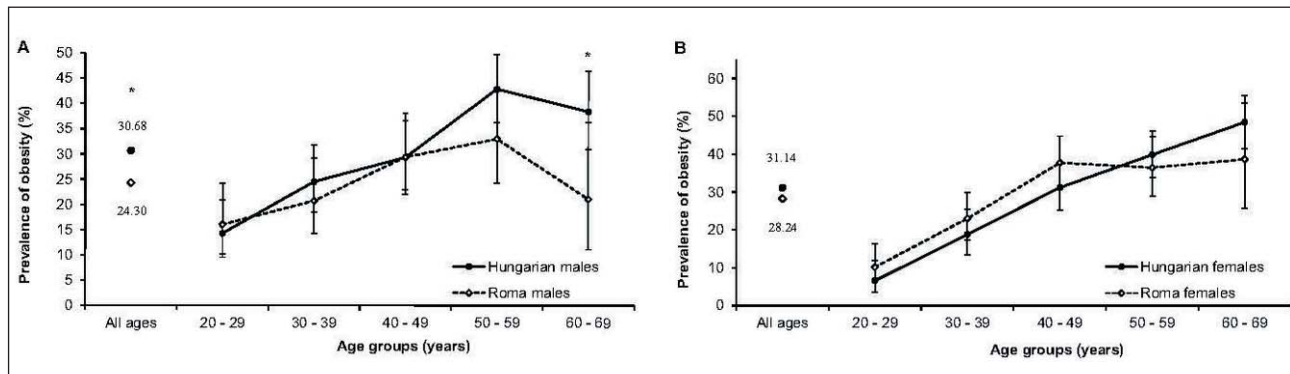 A
Prevalence of obesity (%)
50
45
40
35
30
25
20
15
10
5
0
*
30.68
24.30
*
Hungarian males
Roma males
All ages 20 - 29 30 - 39 40 - 49 50 - 59 60 - 69
Age groups (years)
B
Prevalence of obesity (%)
60
50
40
30
20
10
0
31.14
28.24
Hungarian females
Roma females
All ages 20 - 29 30 - 39 40 - 49 50 - 59 60 - 69
Age groups (years)